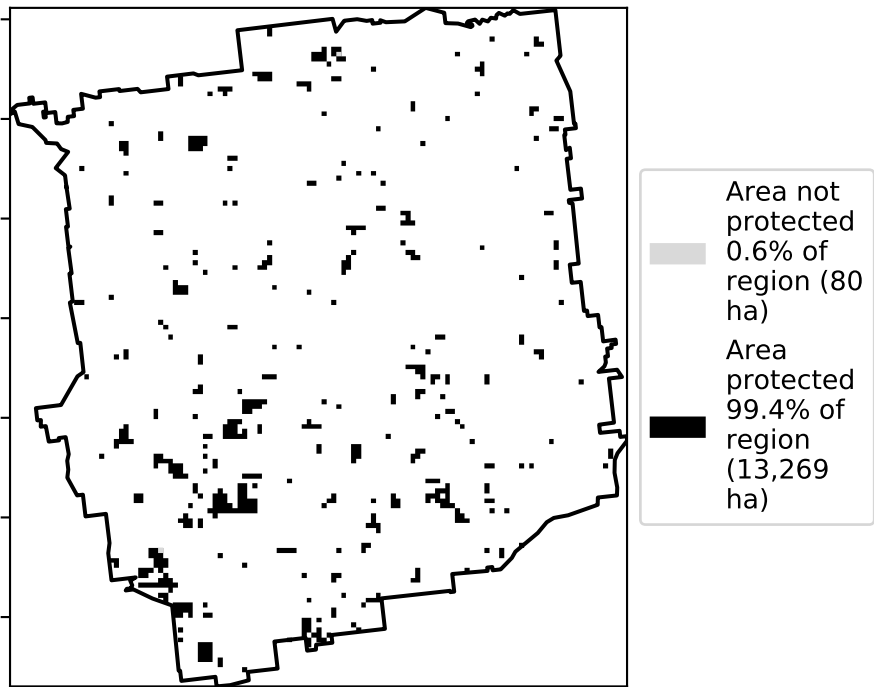 Area not
protected
0.6% of
region (80
ha)
Area
protected
99.4% of
region
(13,269
ha)